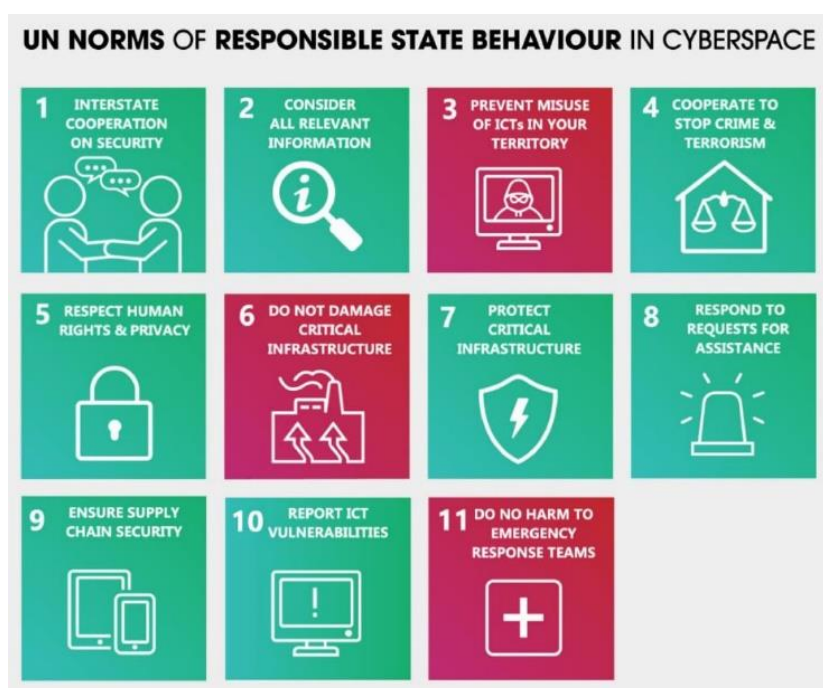 UN NORMS OF RESPONSIBLE STATE BEHAVIOUR IN CYBERSPACE
1 INTERSTATE
COOPERATION
ON SECURITY
2 CONSIDER
ALL RELEVANT
INFORMATION
3 PREVENT MISUSE
OF ICTs IN YOUR
TERRITORY
4 COOPERATE TO
STOP CRIME &
TERRORISM
5 RESPECT HUMAN
RIGHTS & PRIVACY
6 DO NOT DAMAGE
CRITICAL
INFRASTRUCTURE
7 PROTECT
CRITICAL
INFRASTRUCTURE
8 RESPOND TO
REQUESTS FOR
ASSISTANCE
9 ENSURE SUPPLY
CHAIN SECURITY
10 REPORT ICT
VULNERABILITIES
11 DO NO HARM TO
EMERGENCY
RESPONSE TEAMS